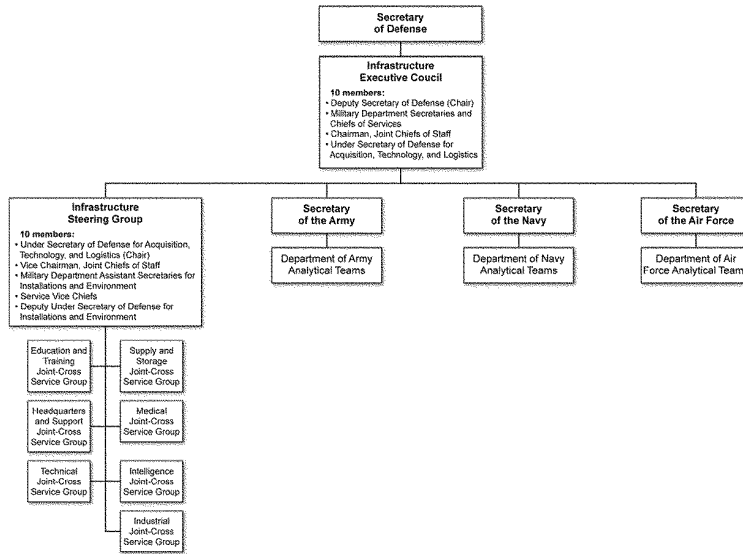 Secretary
of Defense
Infrastructure
Executive Coucil
10 members:
• Deputy Secretary of Defense (Chair)
• Military Department Secretaries and
Chiefs of Services
• Chairman, Joint Chiefs of Staff
• Under Secretary of Defense for
Acquisition, Technology, and Logistics
Infrastructure
Steering Group
10 members:
• Under Secretary of Defense for Acquisition,
Technology, and Logistics (Chair)
• Vice Chairman, Joint Chiefs of Staff
• Military Department Assistant Secretaries for
Installations and Environment
• Service Vice Chiefs
• Deputy Under Secretary of Defense for
Installations and Environment
Secretary
of the Army
Department of Army
Analytical Teams
Secretary
of the Navy
Department of Navy
Analytical Teams
Secretary
of the Air Force
Department of Air
Force Analytical Team
Education and
Training
Joint-Cross
Service Group
Supply and
Storage
Joint-Cross
Service Group
Headquarters
and Support
Joint-Cross
Service Group
Medical
Joint-Cross
Service Group
Technical
Joint-Cross
Service Group
Intelligence
Joint-Cross
Service Group
Industrial
Joint-Cross
Service Group